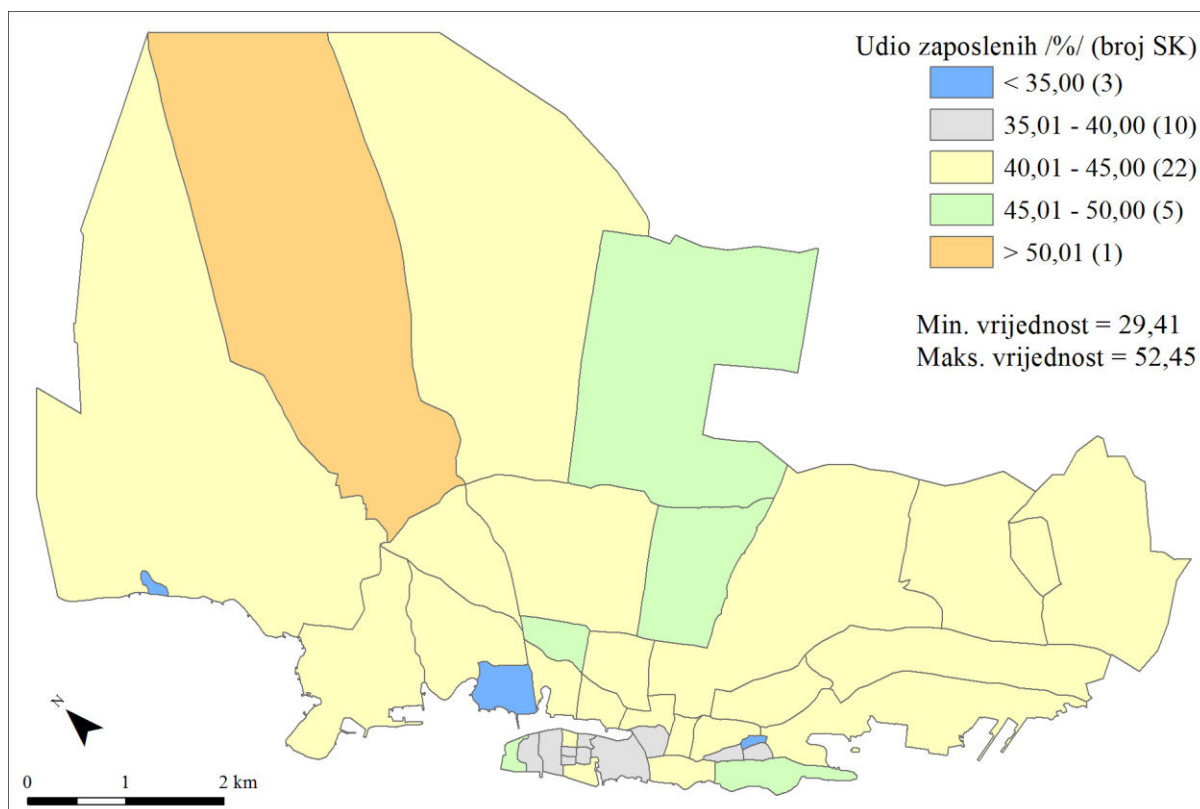 Udio zaposlenih /%/ (broj SK)
< 35,00 (3)
35,01 - 40,00 (10)
40,01 - 45,00 (22)
45,01 - 50,00 (5)
> 50,01 (1)
Min. vrijednost = 29,41
Maks. vrijednost = 52,45
N
0 1 2 km